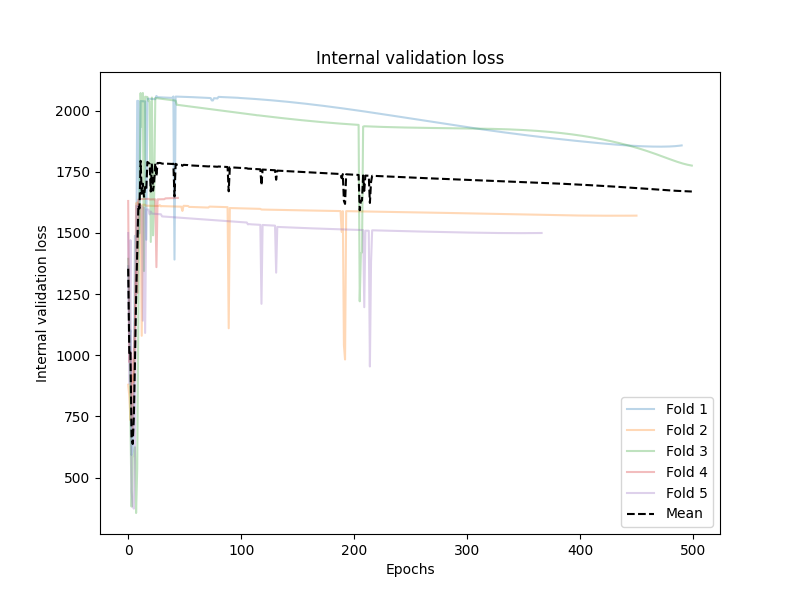 Internal validation loss
Internal validation loss
2000
1750
1500
1250
1000
750
500
0 100 200 300 400 500
Epochs
Fold 1
Fold 2
Fold 3
Fold 4
Fold 5
Mean